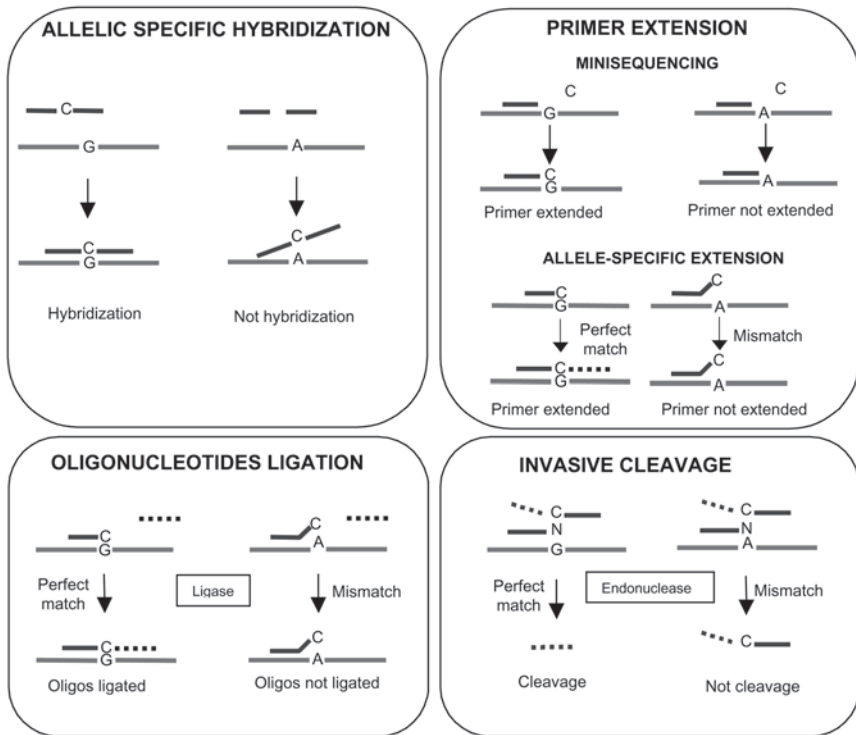 ALLELIC SPECIFIC HYBRIDIZATION
C
G
A
C
G
C
A
Hybridization
Not hybridization
PRIMER EXTENSION
MINISEQUENCING
C
C
G
A
C
G
A
Primer extended
Primer not extended
ALLELE-SPECIFIC EXTENSION
C
G
C
A
Perfect
match
Mismatch
C
G
C
A
Primer extended
Primer not extended
OLIGONUCLEOTIDES LIGATION
C
G
C
A
Perfect
match
Ligase
Mismatch
C
G
C
A
Oligos ligated
Oligos not ligated
INVASIVE CLEAVAGE
C
N
G
C
N
A
Perfect
match
Endonuclease
Mismatch
C
Cleavage
Not cleavage